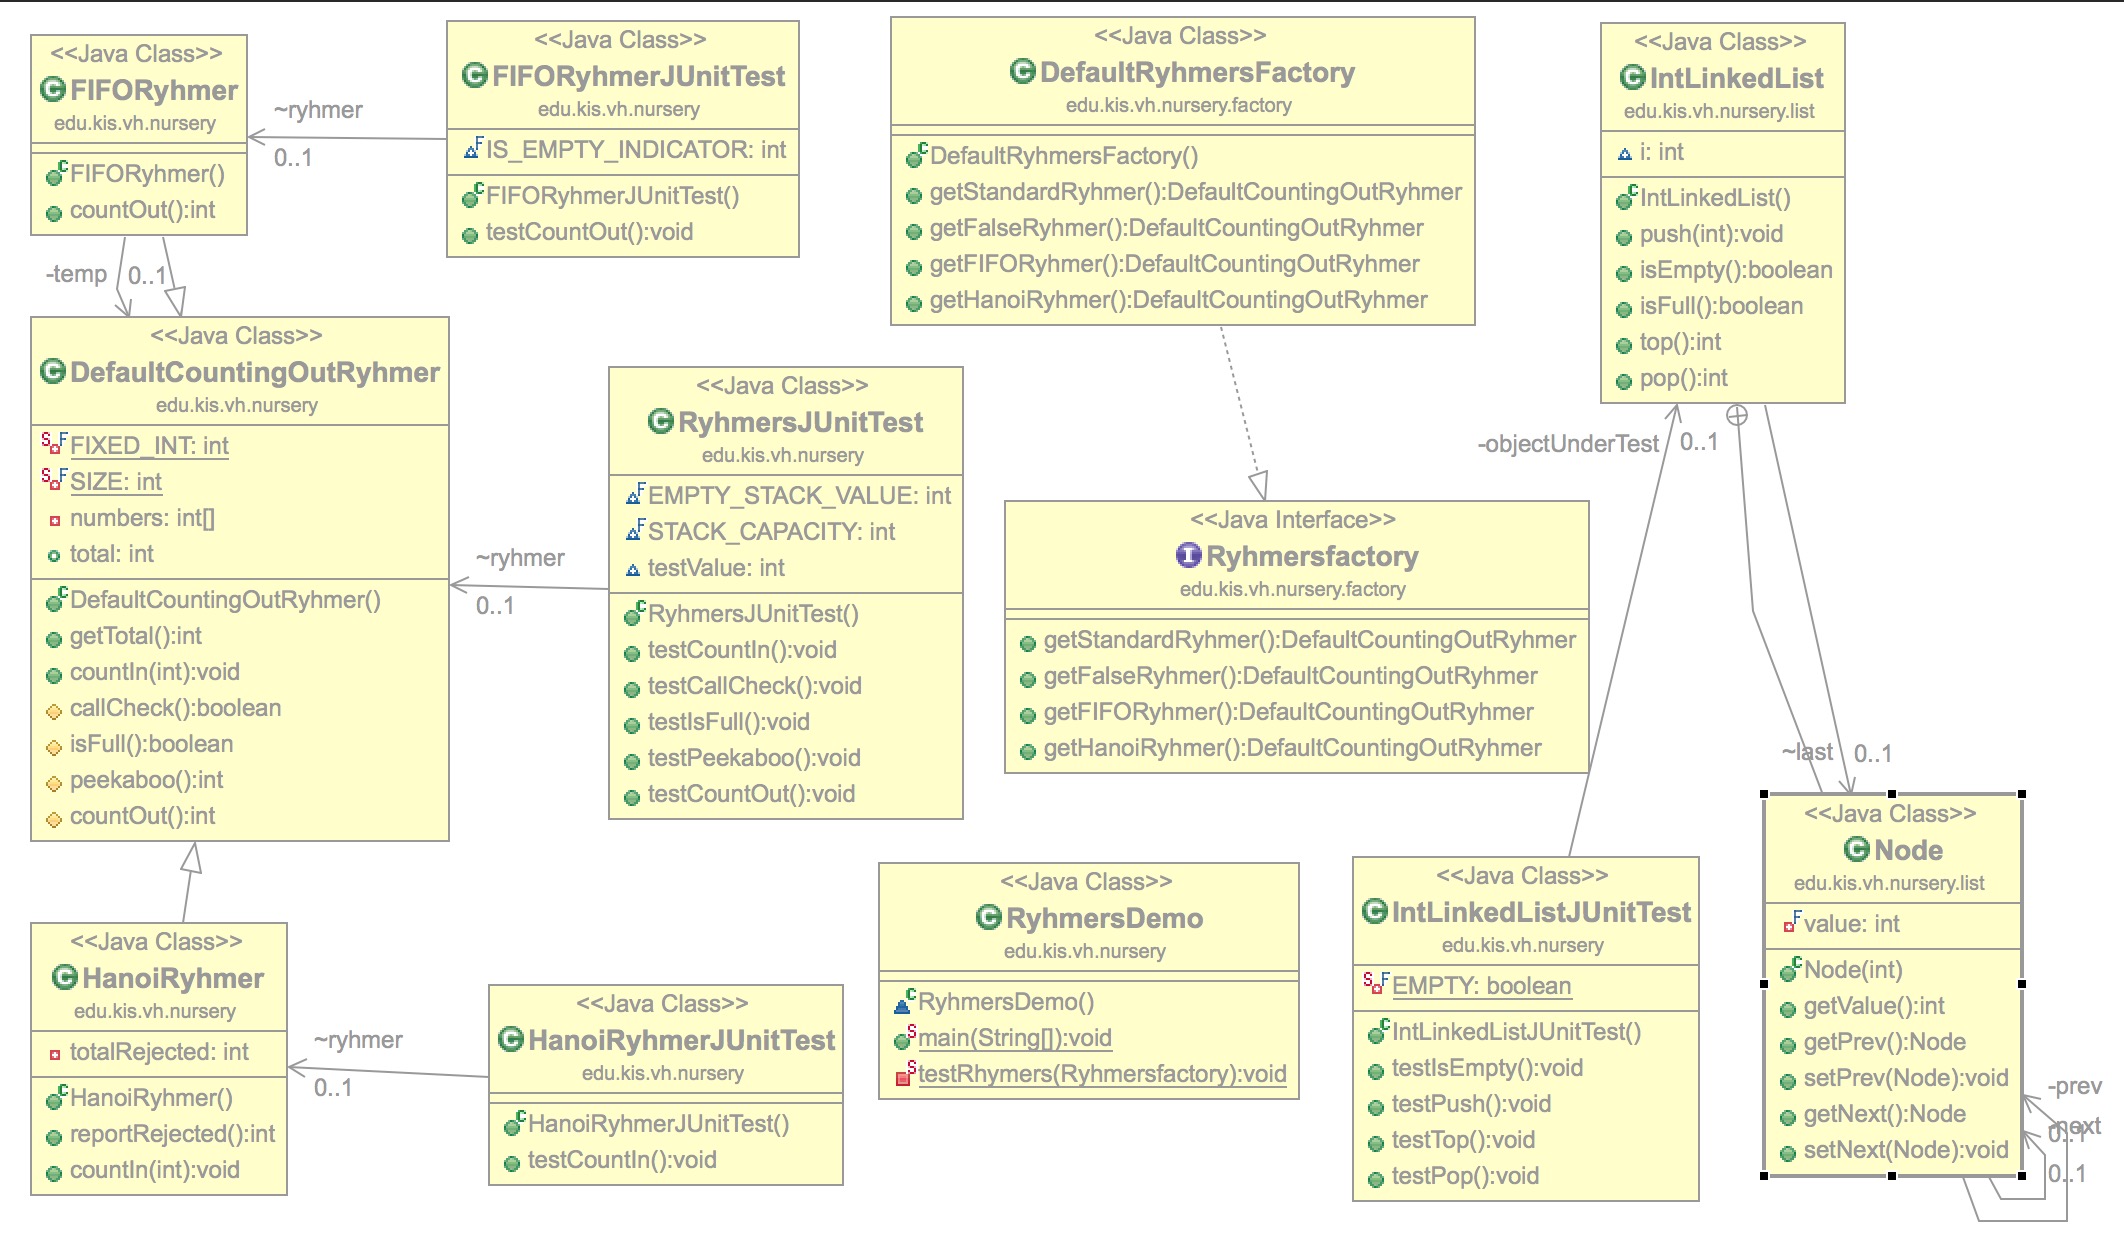 <<Java Class>>
FIFORyhmer
edu.kis.vh.nursery
FIFORyhmer()
countOut():int
~ryhmer
0..1
<<Java Class>>
FIFORyhmerJUnitTest
edu.kis.vh.nursery
IS_EMPTY_INDICATOR: int
FIFORyhmerJUnitTest()
testCountOut():void
-temp
0..1
<<Java Class>>
DefaultCountingOutRyhmer
edu.kis.vh.nursery
FIXED_INT: int
SIZE: int
numbers: int[]
total: int
DefaultCountingOutRyhmer()
getTotal():int
countIn(int):void
callCheck():boolean
isFull():boolean
peekaboo():int
countOut():int
~ryhmer
0..1
<<Java Class>>
RyhmersJUnitTest
edu.kis.vh.nursery
EMPTY_STACK_VALUE: int
STACK_CAPACITY: int
testValue: int
RyhmersJUnitTest()
testCountIn():void
testCallCheck():void
testIsFull():void
testPeekaboo():void
testCountOut():void
<<Java Class>>
HanoiRyhmer
edu.kis.vh.nursery
totalRejected: int
HanoiRyhmer()
reportRejected():int
countIn(int):void
~ryhmer
0..1
<<Java Class>>
HanoiRyhmerJUnitTest
edu.kis.vh.nursery
HanoiRyhmerJUnitTest()
testCountIn():void
<<Java Class>>
DefaultRyhmersFactory
edu.kis.vh.nursery.factory
DefaultRyhmersFactory()
getStandardRyhmer():DefaultCountingOutRyhmer
getFalseRyhmer():DefaultCountingOutRyhmer
getFIFORyhmer():DefaultCountingOutRyhmer
getHanoiRyhmer():DefaultCountingOutRyhmer
<<Java Interface>>
Ryhmersfactory
edu.kis.vh.nursery.factory
getStandardRyhmer():DefaultCountingOutRyhmer
getFalseRyhmer():DefaultCountingOutRyhmer
getFIFORyhmer():DefaultCountingOutRyhmer
getHanoiRyhmer():DefaultCountingOutRyhmer
<<Java Class>>
RyhmersDemo
edu.kis.vh.nursery
RyhmersDemo()
main(String[]):void
testRhymers(Ryhmersfactory):void
<<Java Class>>
IntLinkedList
edu.kis.vh.nursery.list
i: int
IntLinkedList()
push(int):void
isEmpty():boolean
isFull():boolean
top():int
pop():int
-objectUnderTest
0..1
<<Java Class>>
IntLinkedListJUnitTest
edu.kis.vh.nursery
EMPTY: boolean
IntLinkedListJUnitTest()
testIsEmpty():void
testPush():void
testTop():void
testPop():void
~last
0..1
<<Java Class>>
Node
edu.kis.vh.nursery.list
value: int
Node(int)
getValue():int
getPrev():Node
setPrev(Node):void
getNext():Node
setNext(Node):void
-prev
-next
0..1
0..1